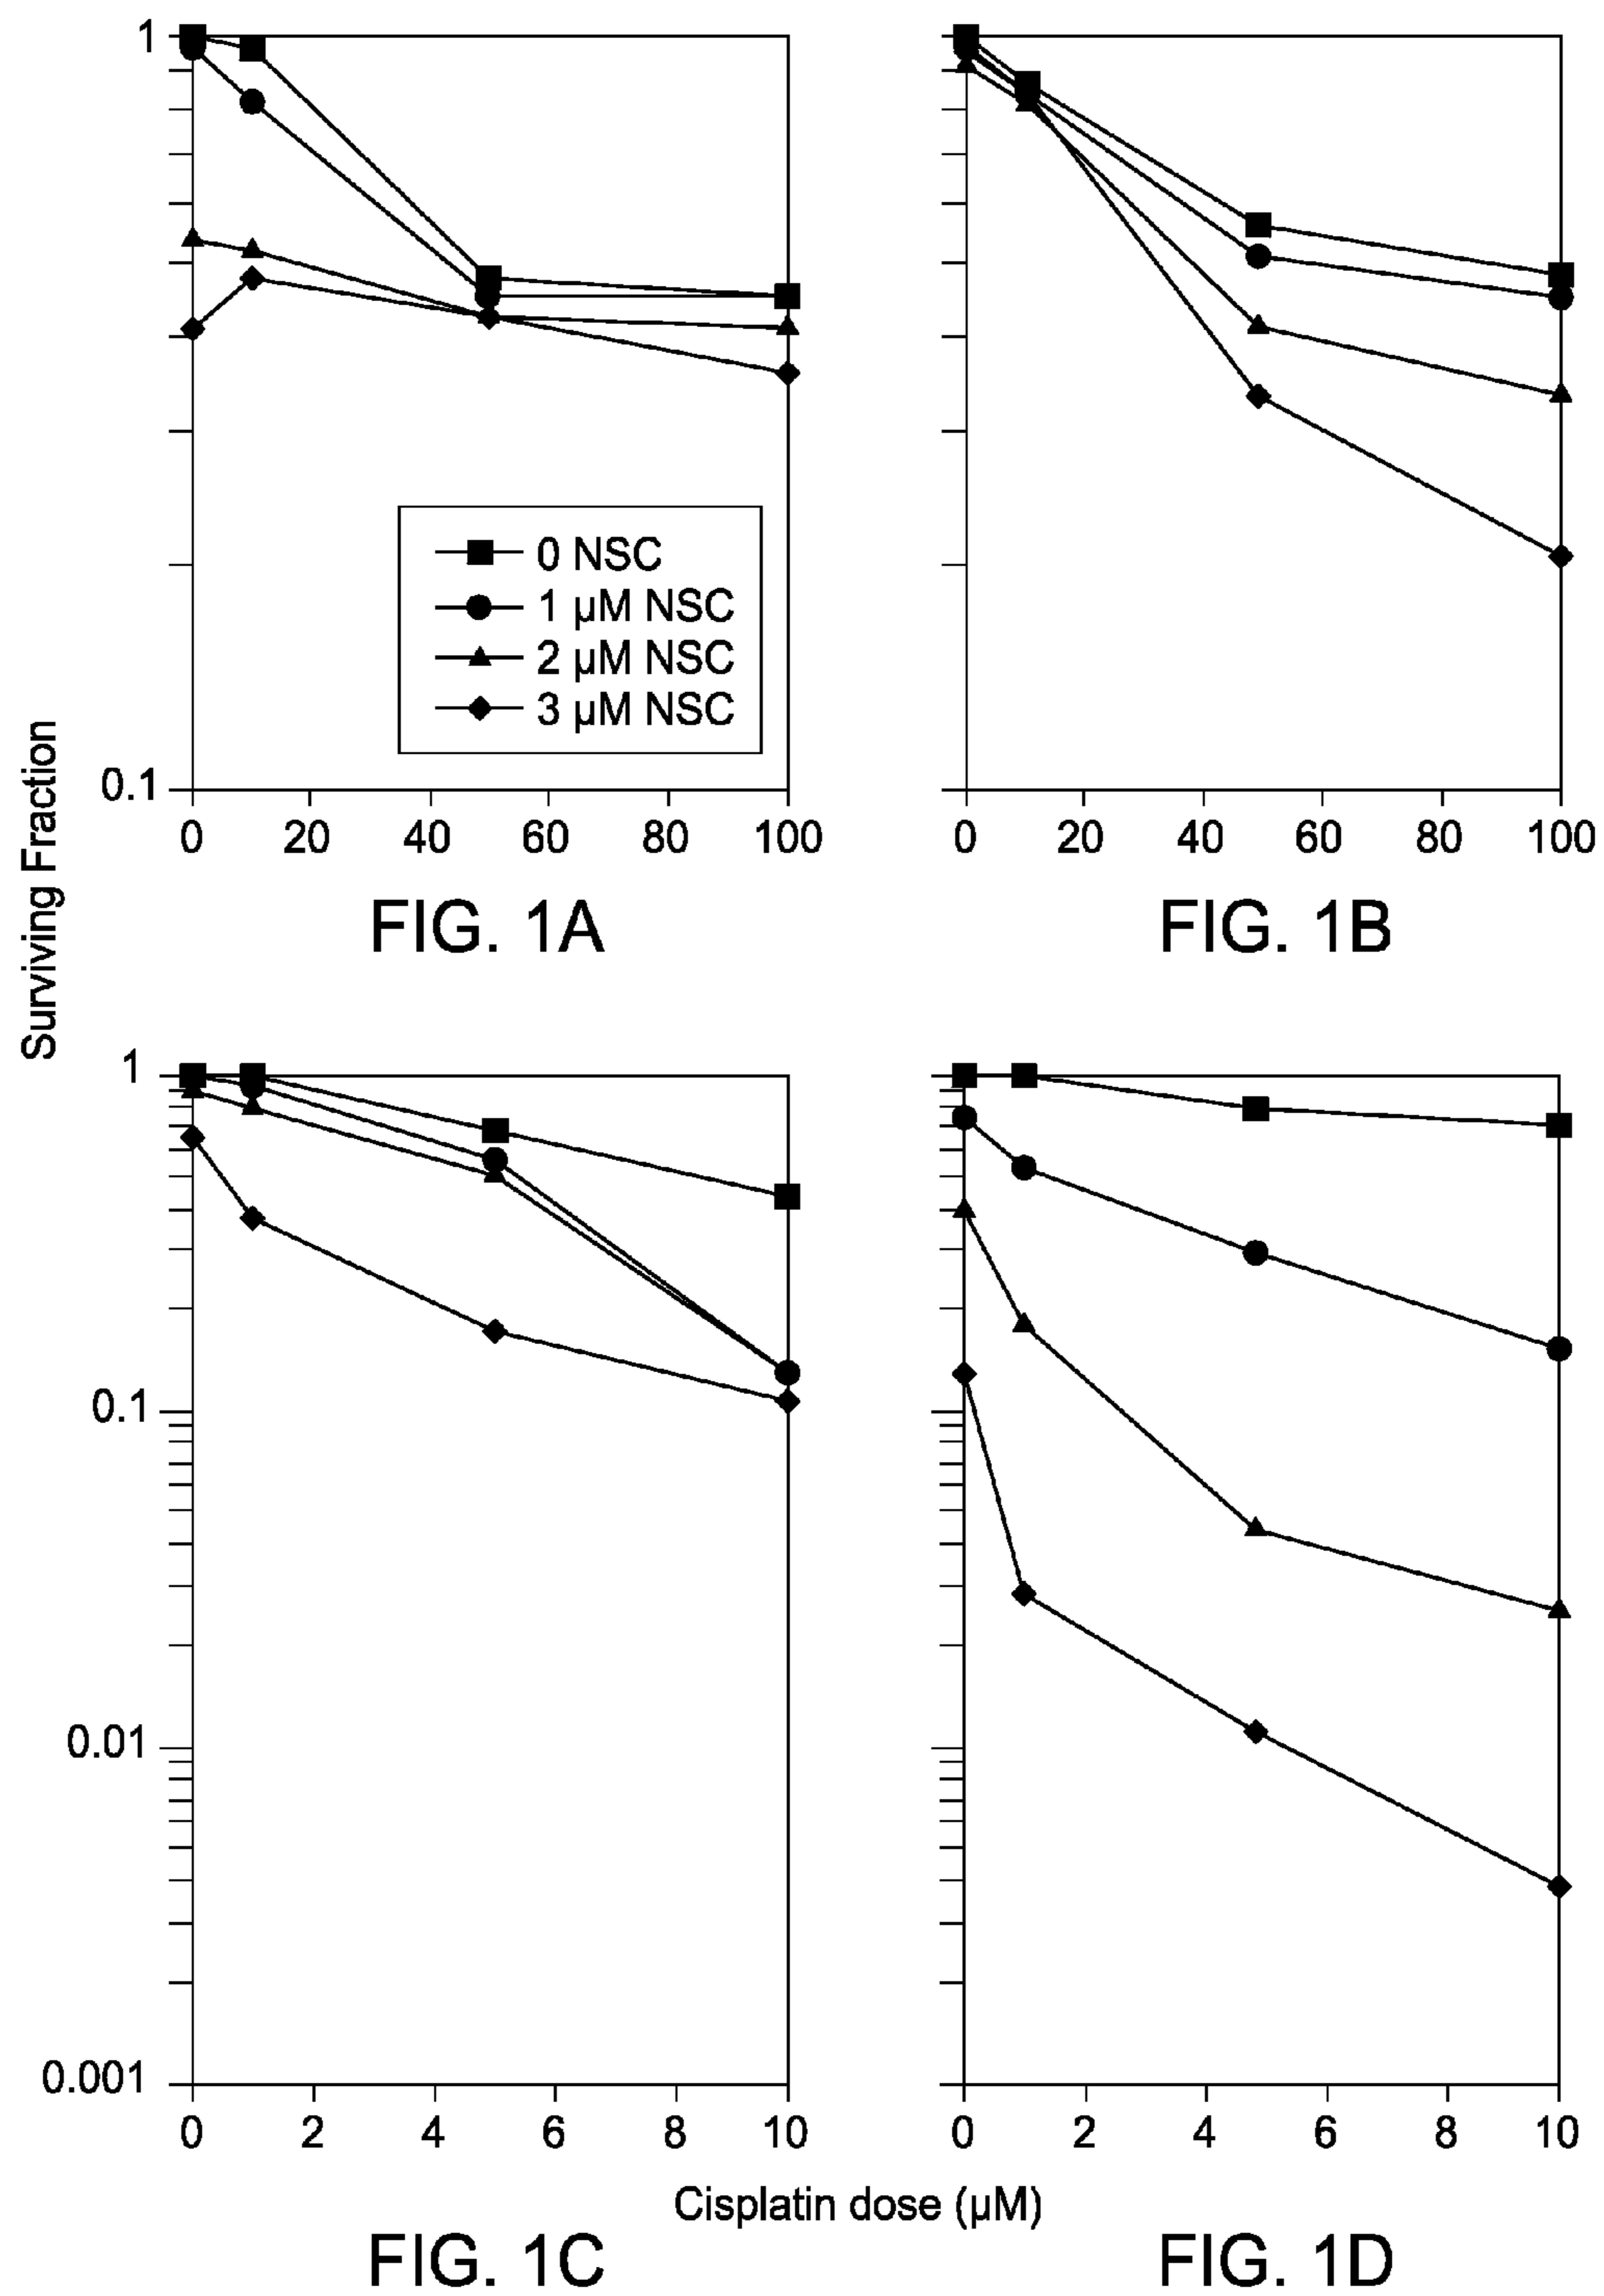 Surviving Fraction
1
0.1
0 NSC
1 µM NSC
2 µM NSC
3 µM NSC
0 20 40 60 80 100
0 20 40 60 80 100
FIG. 1A
FIG. 1B
1
0.1
0.01
0.001
0 2 4 6 8 10
0 2 4 6 8 10
Cisplatin dose (µM)
FIG. 1C
FIG. 1D